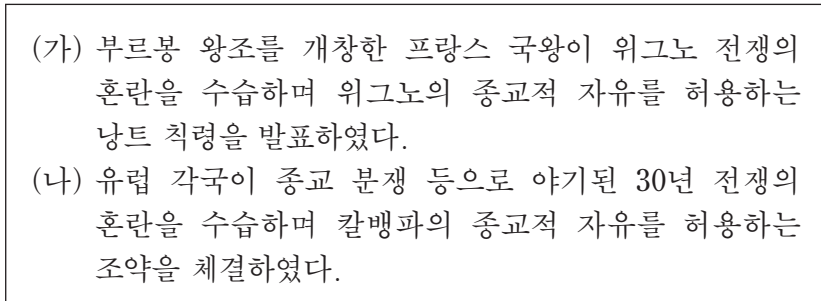 (가) 부르봉 왕조를 개창한 프랑스 국왕이 위그노 전쟁의
혼란을 수습하며 위그노의 종교적 자유를 허용하는
낭트 칙령을 발표하였다.
(나) 유럽 각국이 종교 분쟁 등으로 야기된 30년 전쟁의
혼란을 수습하며 칼뱅파의 종교적 자유를 허용하는
조약을 체결하였다.